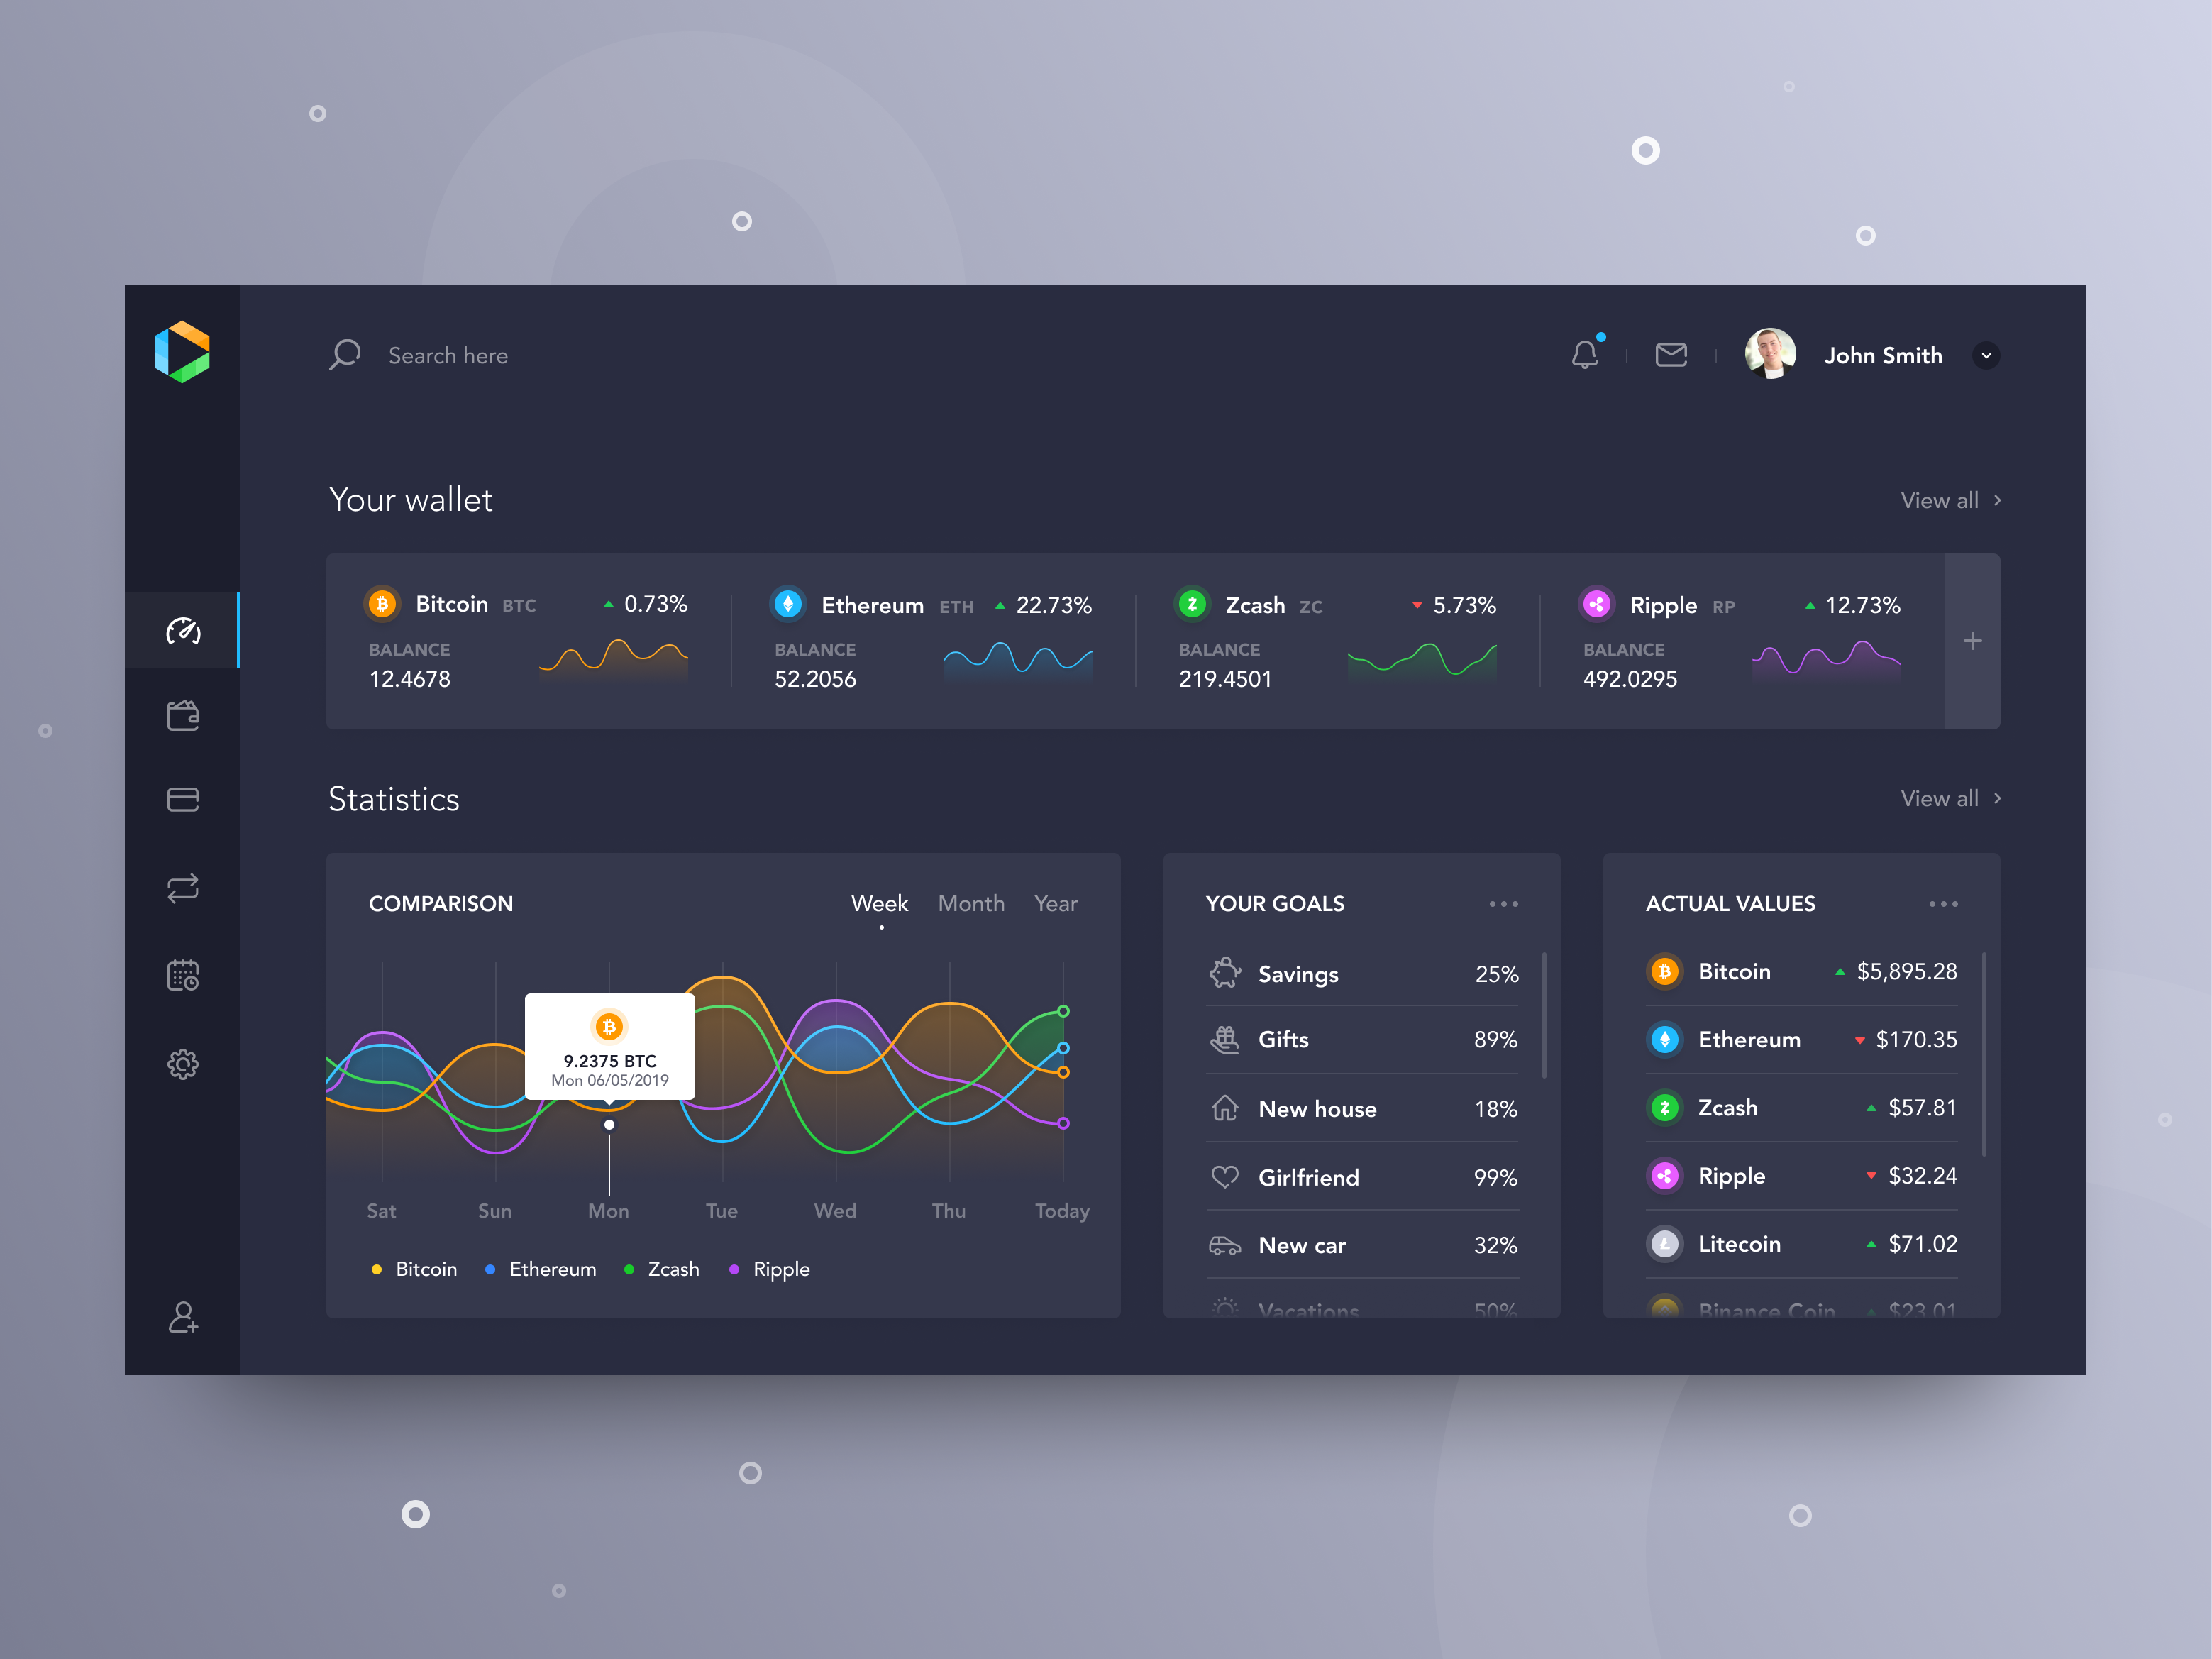 Search here
John Smith
Your wallet
View all
Bitcoin BTC 0.73%
BALANCE
12.4678
Ethereum ETH 22.73%
BALANCE
52.2056
Zcash ZC 5.73%
BALANCE
219.4501
Ripple RP 12.73%
BALANCE
492.0295
+
Statistics
View all
COMPARISON
Week Month Year
9.2375 BTC
Mon 06/05/2019
Sat Sun Mon Tue Wed Thu Today
Bitcoin Ethereum Zcash Ripple
YOUR GOALS
Savings 25%
Gifts 89%
New house 18%
Girlfriend 99%
New car 32%
Vacations 50%
ACTUAL VALUES
Bitcoin $5,895.28
Ethereum $170.35
Zcash $57.81
Ripple $32.24
Litecoin $71.02
Binance Coin $23.01